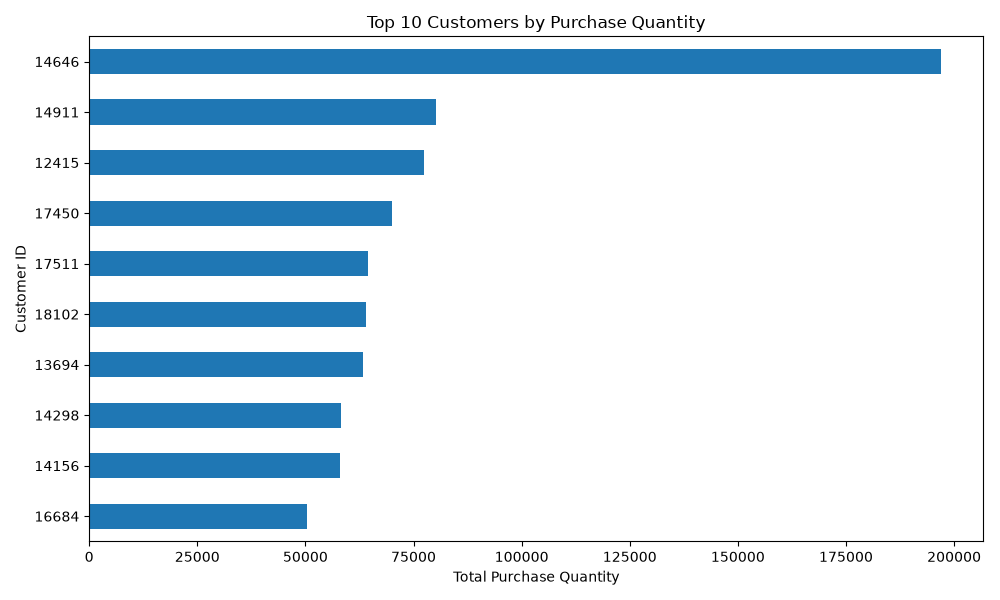 Top 10 Customers by Purchase Quantity
Customer ID
14646
14911
12415
17450
17511
18102
13694
14298
14156
16684
0 25000 50000 75000 100000 125000 150000 175000 200000
Total Purchase Quantity